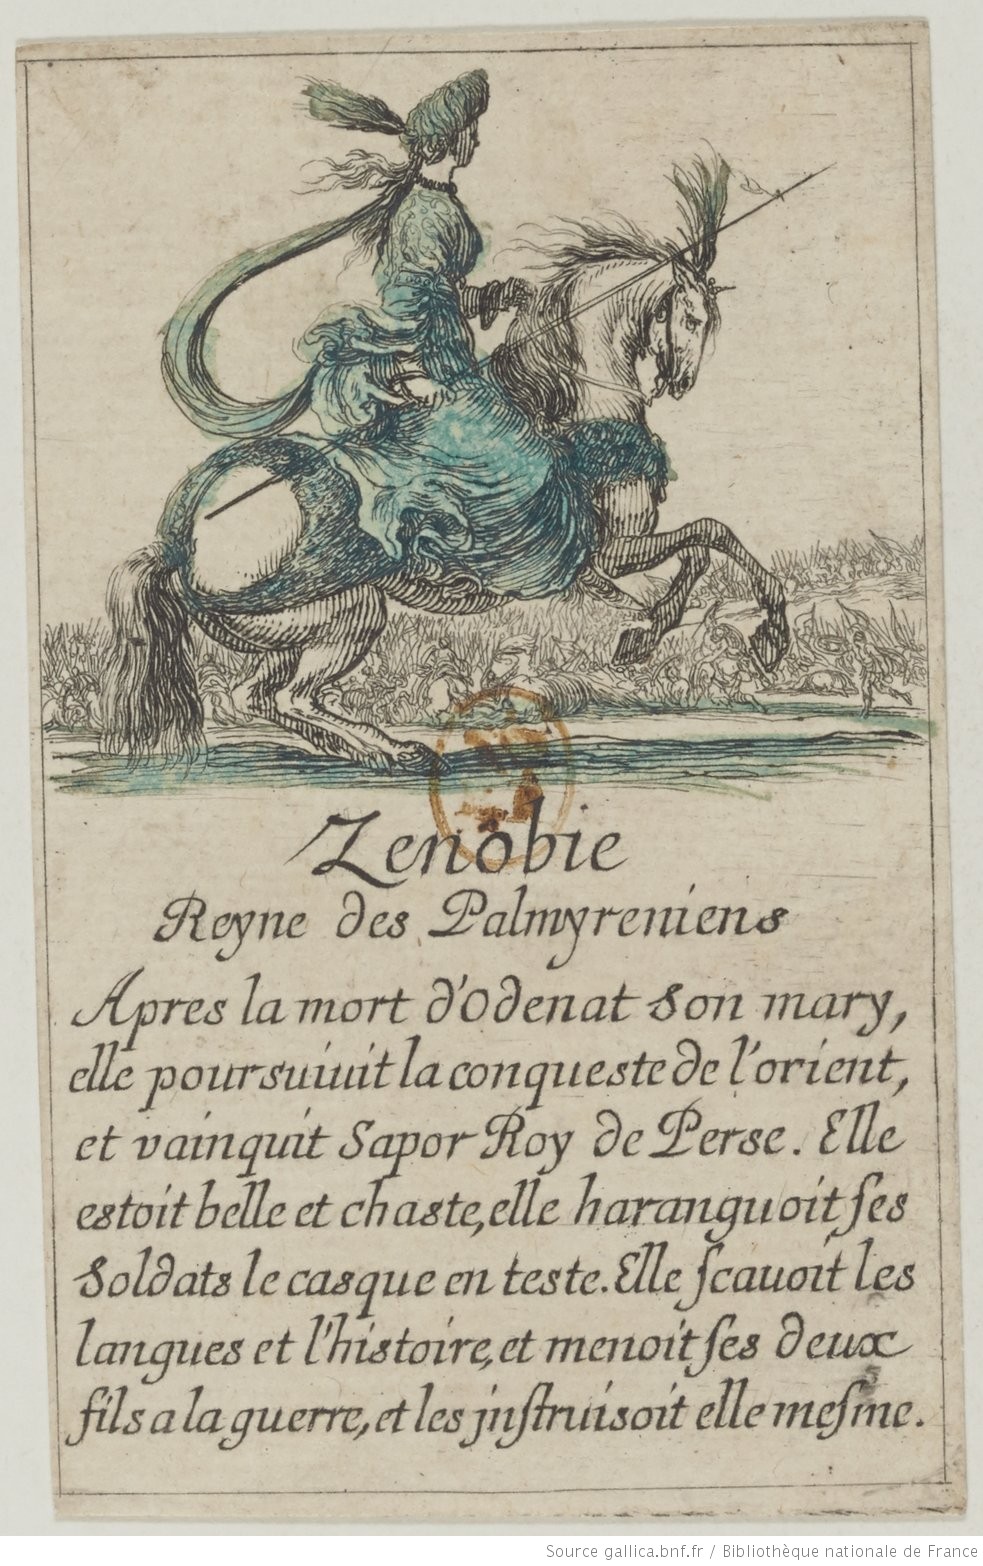 Zenobie
Reyne des Palmyreniens
Apres la mort d'Odenat son mary,
elle poursuiuit la conqueste de l'orient,
et vainquit Sapor Roy de Perse. Elle
estoit belle et chaste, elle haranguoit ſes
soldats le casque en teste. Elle ſcauoit les
langues et l'histoire, et menoit ſes deux
fils a la guerre, et les jnſtruisoit elle meſme.
Source gallica.bnf.fr / Bibliothèque nationale de France